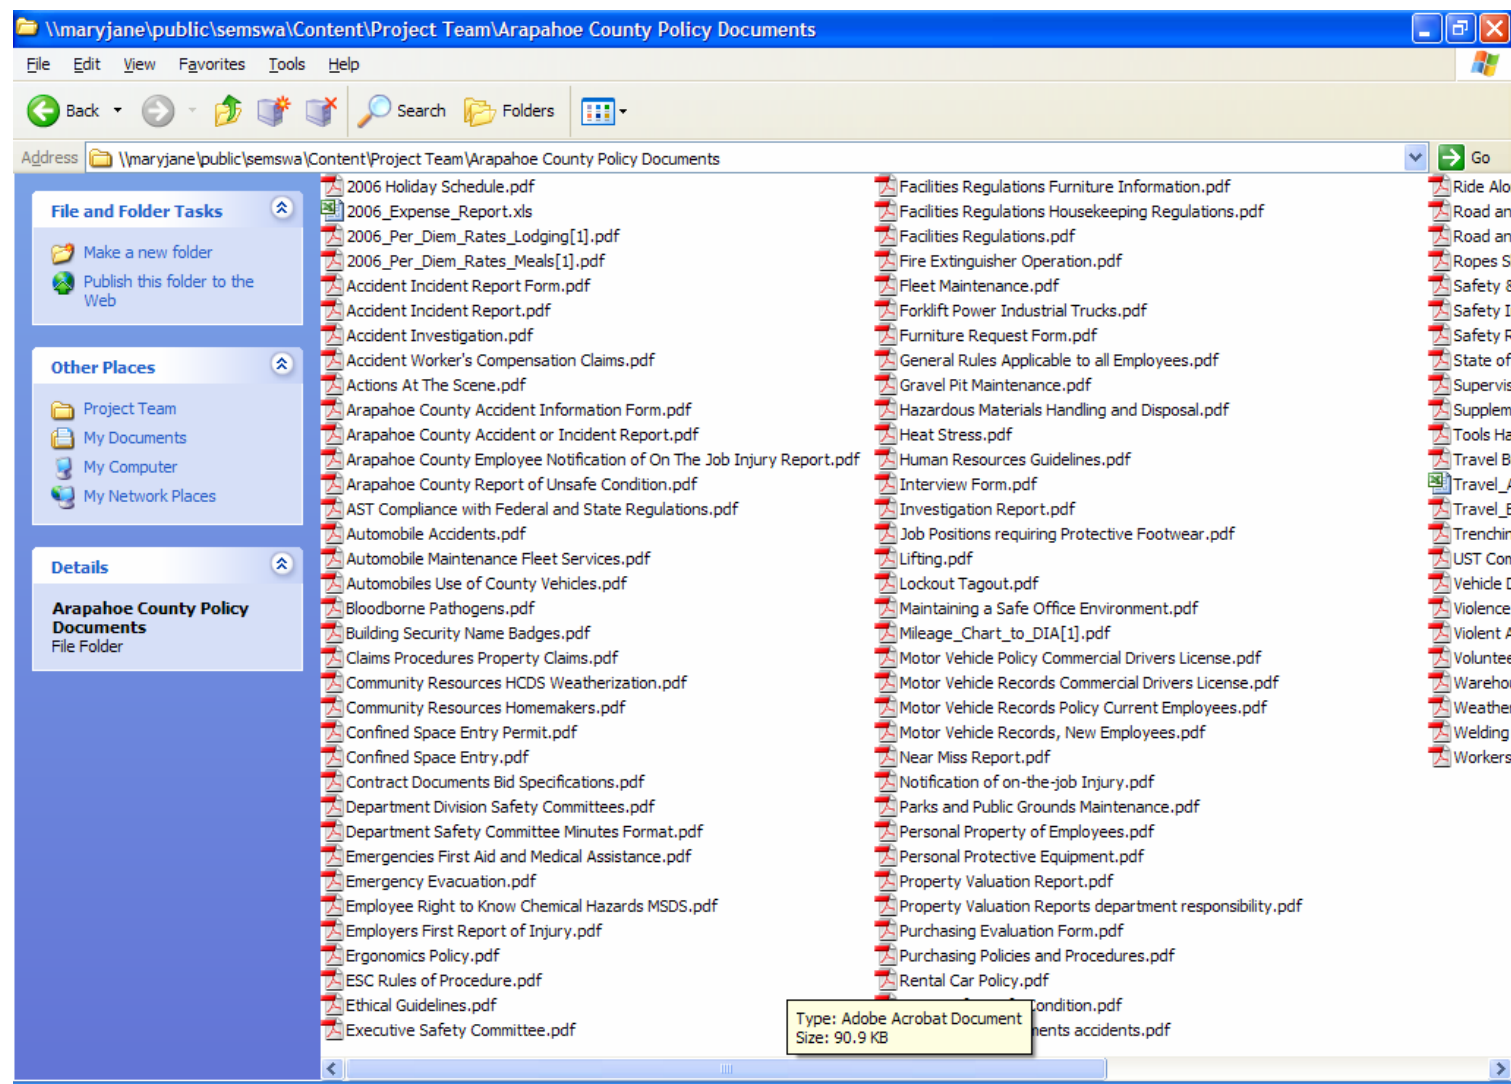 \\maryjane\public\semswa\Content\Project Team\Arapahoe County Policy Documents
File Edit View Favorites Tools Help
Back Search Folders
Address \\maryjane\public\semswa\Content\Project Team\Arapahoe County Policy Documents Go
File and Folder Tasks
Make a new folder
Publish this folder to the
Web
Other Places
Project Team
My Documents
My Computer
My Network Places
Details
Arapahoe County Policy
Documents
File Folder
2006 Holiday Schedule.pdf
2006_Expense_Report.xls
2006_Per_Diem_Rates_Lodging[1].pdf
2006_Per_Diem_Rates_Meals[1].pdf
Accident Incident Report Form.pdf
Accident Incident Report.pdf
Accident Investigation.pdf
Accident Worker's Compensation Claims.pdf
Actions At The Scene.pdf
Arapahoe County Accident Information Form.pdf
Arapahoe County Accident or Incident Report.pdf
Arapahoe County Employee Notification of On The Job Injury Report.pdf
Arapahoe County Report of Unsafe Condition.pdf
AST Compliance with Federal and State Regulations.pdf
Automobile Accidents.pdf
Automobile Maintenance Fleet Services.pdf
Automobiles Use of County Vehicles.pdf
Bloodborne Pathogens.pdf
Building Security Name Badges.pdf
Claims Procedures Property Claims.pdf
Community Resources HCDS Weatherization.pdf
Community Resources Homemakers.pdf
Confined Space Entry Permit.pdf
Confined Space Entry.pdf
Contract Documents Bid Specifications.pdf
Department Division Safety Committees.pdf
Department Safety Committee Minutes Format.pdf
Emergencies First Aid and Medical Assistance.pdf
Emergency Evacuation.pdf
Employee Right to Know Chemical Hazards MSDS.pdf
Employers First Report of Injury.pdf
Ergonomics Policy.pdf
ESC Rules of Procedure.pdf
Ethical Guidelines.pdf
Executive Safety Committee.pdf
Facilities Regulations Furniture Information.pdf
Facilities Regulations Housekeeping Regulations.pdf
Facilities Regulations.pdf
Fire Extinguisher Operation.pdf
Fleet Maintenance.pdf
Forklift Power Industrial Trucks.pdf
Furniture Request Form.pdf
General Rules Applicable to all Employees.pdf
Gravel Pit Maintenance.pdf
Hazardous Materials Handling and Disposal.pdf
Heat Stress.pdf
Human Resources Guidelines.pdf
Interview Form.pdf
Investigation Report.pdf
Job Positions requiring Protective Footwear.pdf
Lifting.pdf
Lockout Tagout.pdf
Maintaining a Safe Office Environment.pdf
Mileage_Chart_to_DIA[1].pdf
Motor Vehicle Policy Commercial Drivers License.pdf
Motor Vehicle Records Commercial Drivers License.pdf
Motor Vehicle Records Policy Current Employees.pdf
Motor Vehicle Records, New Employees.pdf
Near Miss Report.pdf
Notification of on-the-job Injury.pdf
Parks and Public Grounds Maintenance.pdf
Personal Property of Employees.pdf
Personal Protective Equipment.pdf
Property Valuation Report.pdf
Property Valuation Reports department responsibility.pdf
Purchasing Evaluation Form.pdf
Purchasing Policies and Procedures.pdf
Rental Car Policy.pdf
ondition.pdf
ents accidents.pdf
Type: Adobe Acrobat Document
Size: 90.9 KB
Ride Alo
Road an
Road an
Ropes S
Safety &
Safety I
Safety R
State of
Supervis
Supplem
Tools Ha
Travel B
Travel_A
Travel_E
Trenchin
UST Con
Vehicle D
Violence
Violent A
Voluntee
Warehou
Weather
Welding
Workers